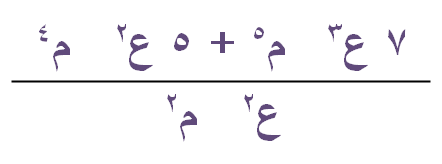 ٧ ع٣ م٥ + ٥ ع٢ م٤
ع٢ م٢